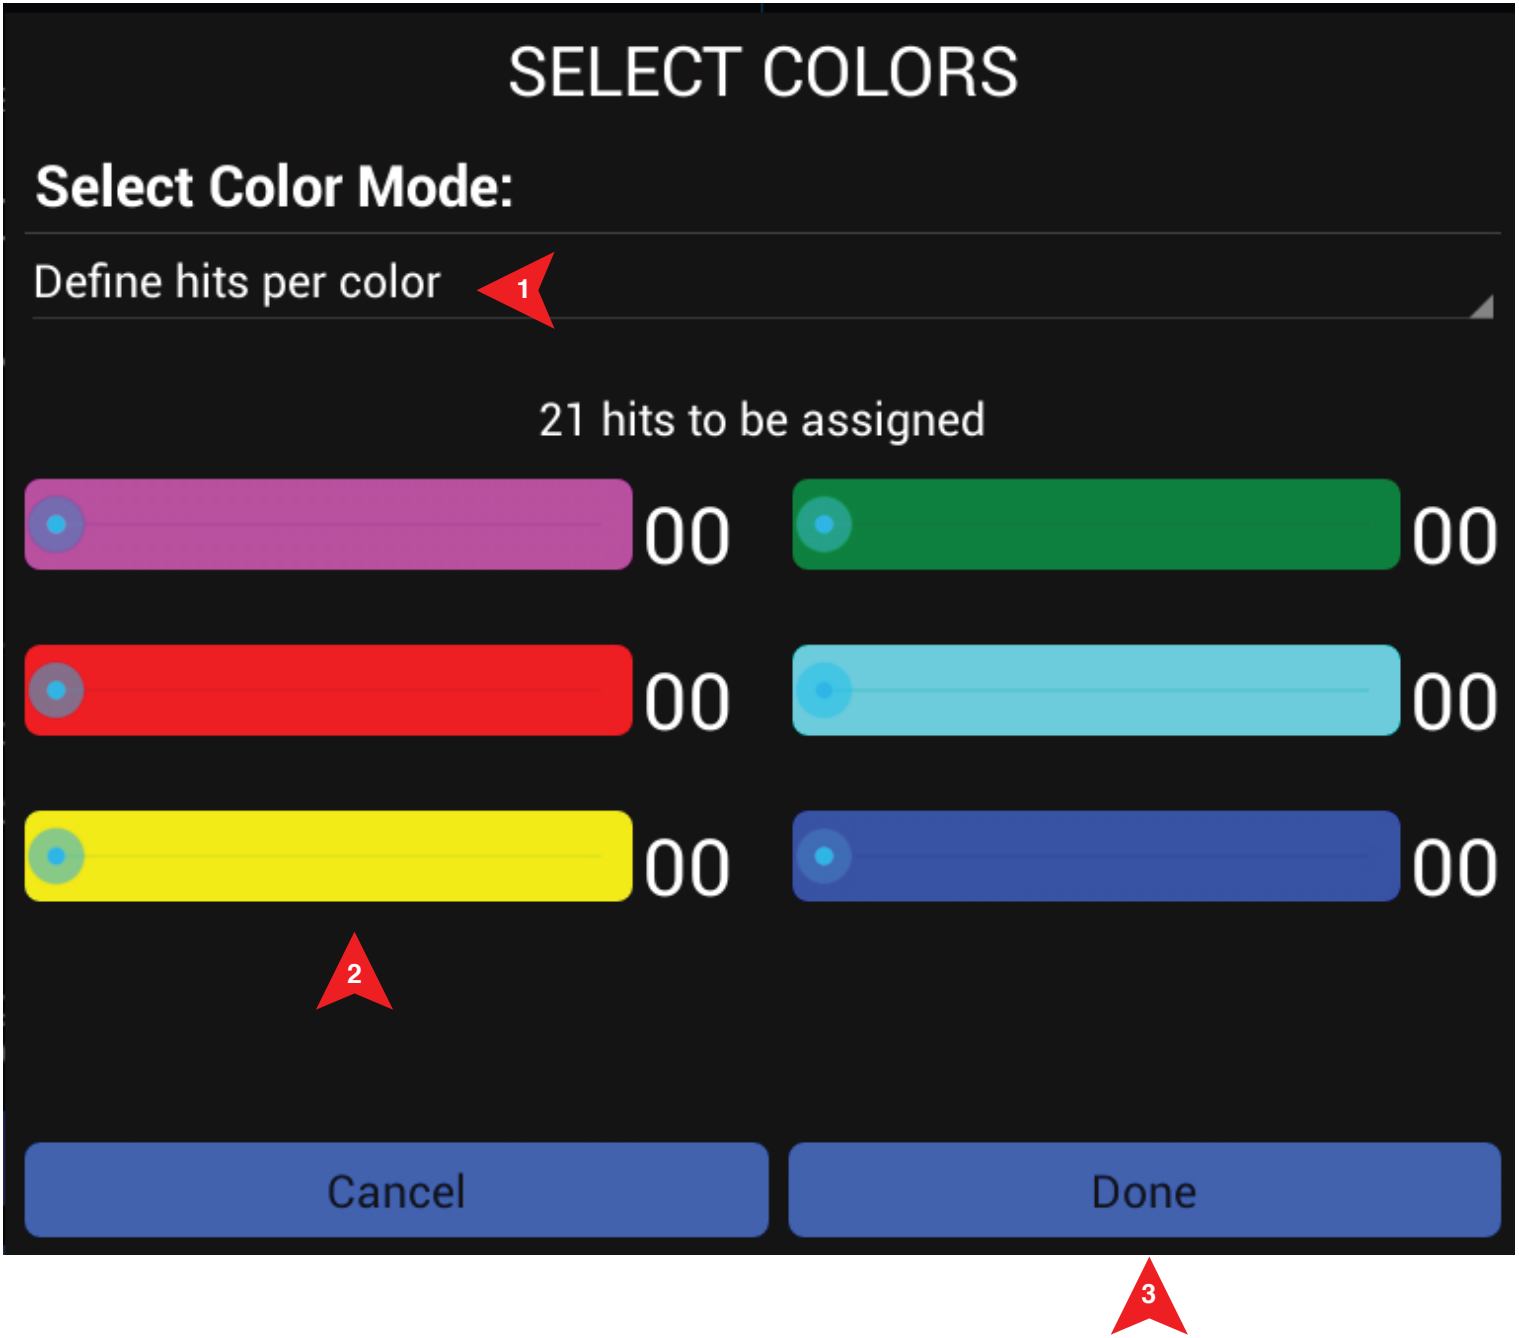 SELECT COLORS
Select Color Mode:
Define hits per color
1
21 hits to be assigned
00 00
00 00
00 00
2
Cancel Done
3